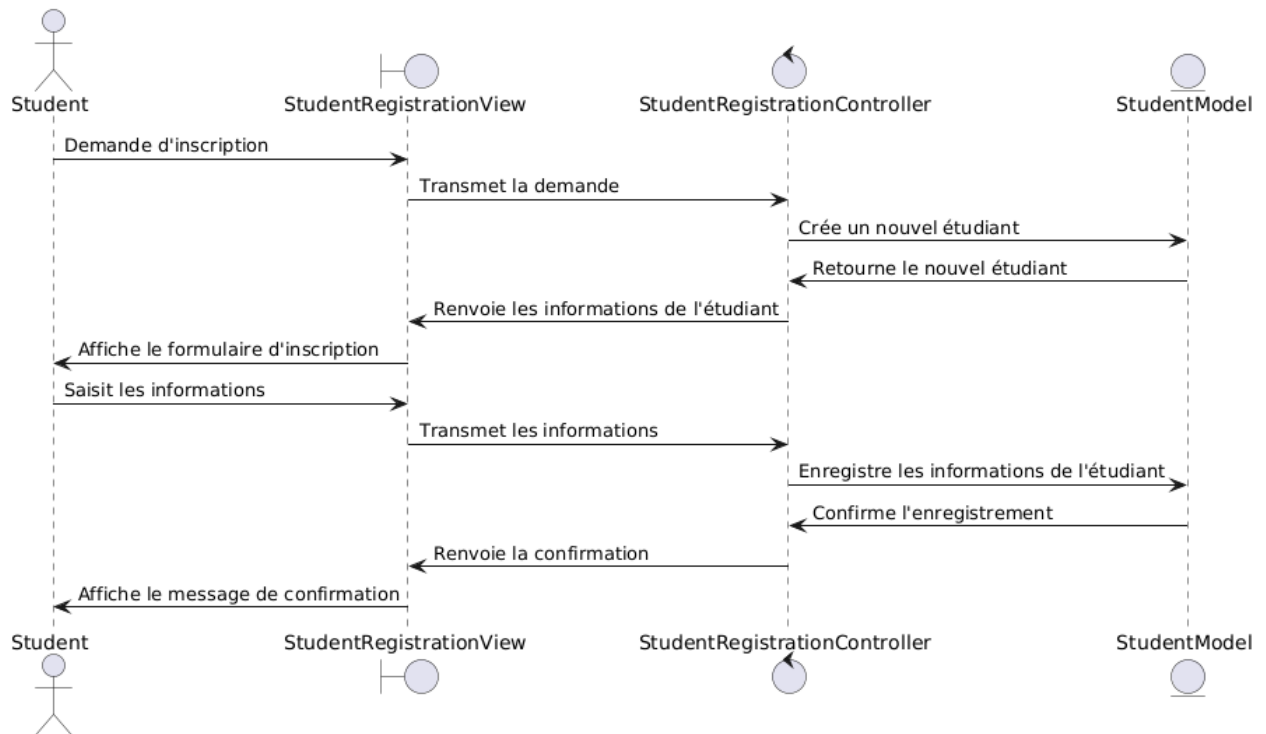 Student StudentRegistrationView StudentRegistrationController StudentModel
Demande d'inscription
Transmet la demande
Crée un nouvel étudiant
Retourne le nouvel étudiant
Renvoie les informations de l'étudiant
Affiche le formulaire d'inscription
Saisit les informations
Transmet les informations
Enregistre les informations de l'étudiant
Confirme l'enregistrement
Renvoie la confirmation
Affiche le message de confirmation
Student StudentRegistrationView StudentRegistrationController StudentModel